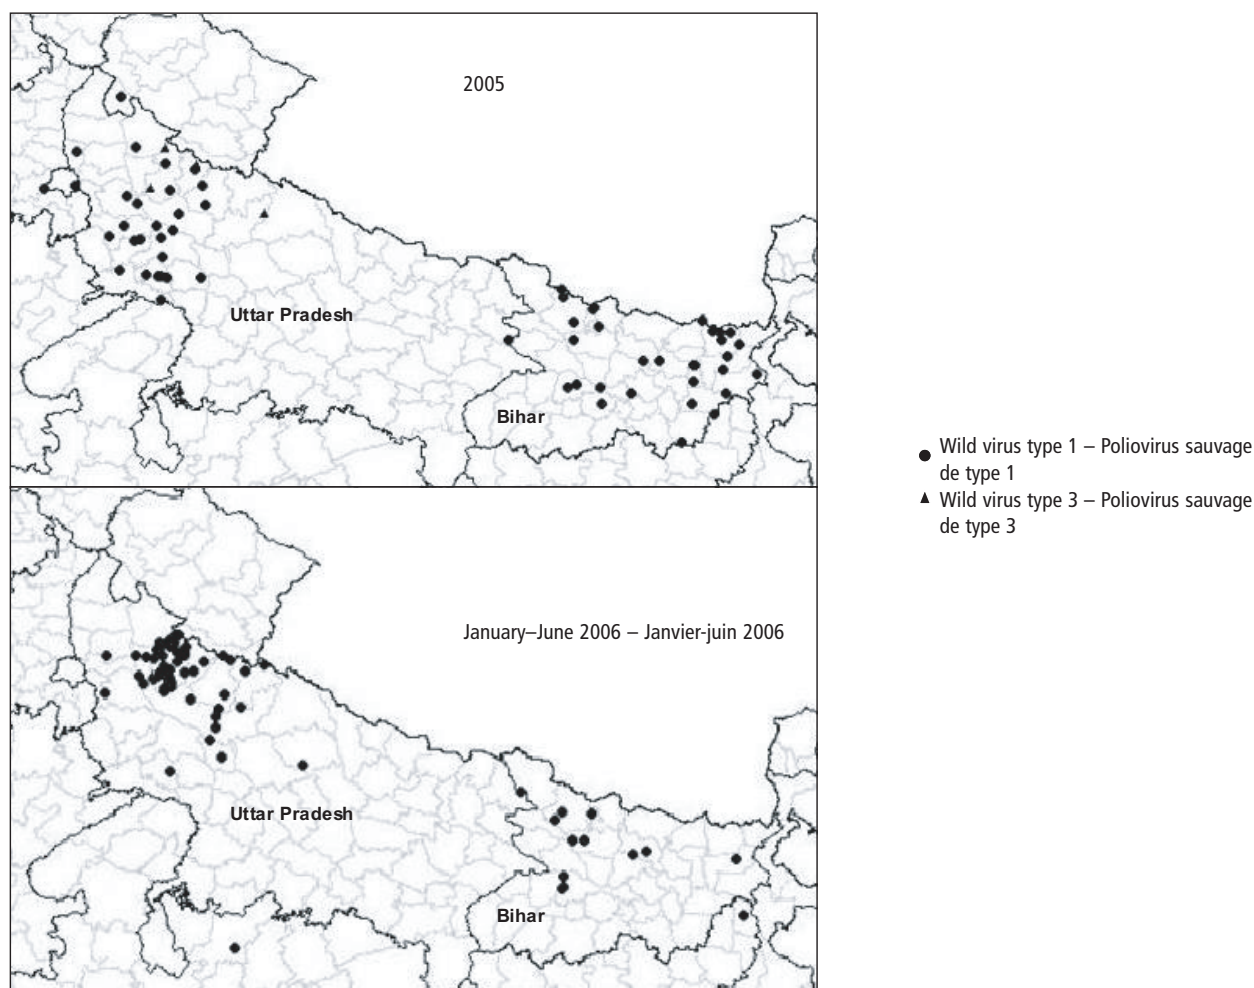 2005
Uttar Pradesh
Bihar
Wild virus type 1 – Poliovirus sauvage
de type 1
Wild virus type 3 – Poliovirus sauvage
de type 3
January–June 2006 – Janvier-juin 2006
Uttar Pradesh
Bihar